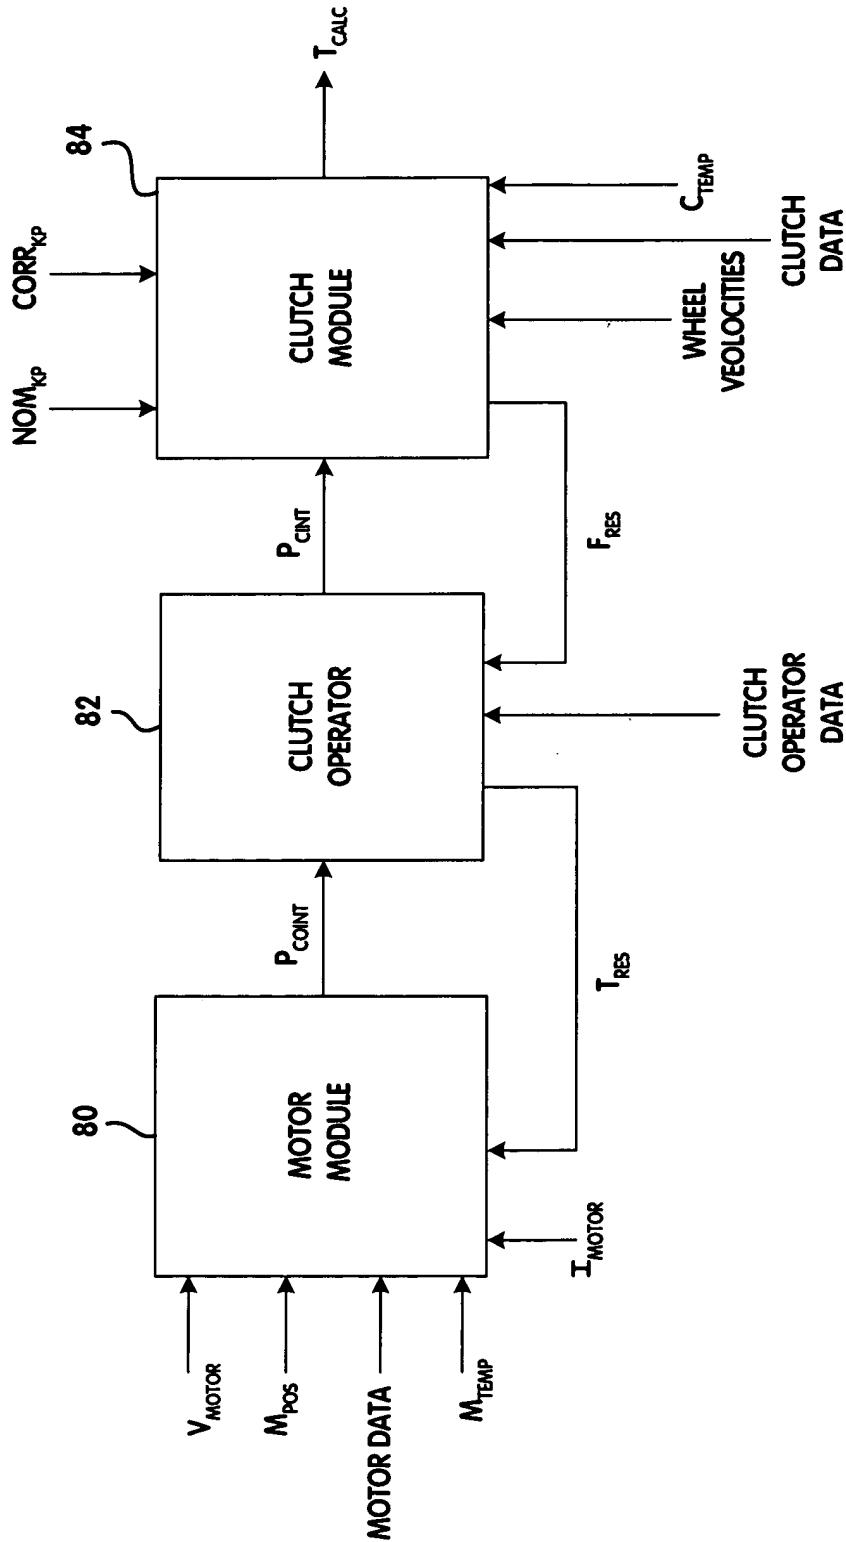 V_MOTOR
M_POS
MOTOR DATA
M_TEMP
I_MOTOR
80
MOTOR
MODULE
P_COINT
T_RES
82
CLUTCH
OPERATOR
CLUTCH
OPERATOR
DATA
P_CINT
F_RES
NOM_KP
CORR_KP
84
CLUTCH
MODULE
WHEEL
VEOLOCITIES
CLUTCH
DATA
C_TEMP
T_CALC